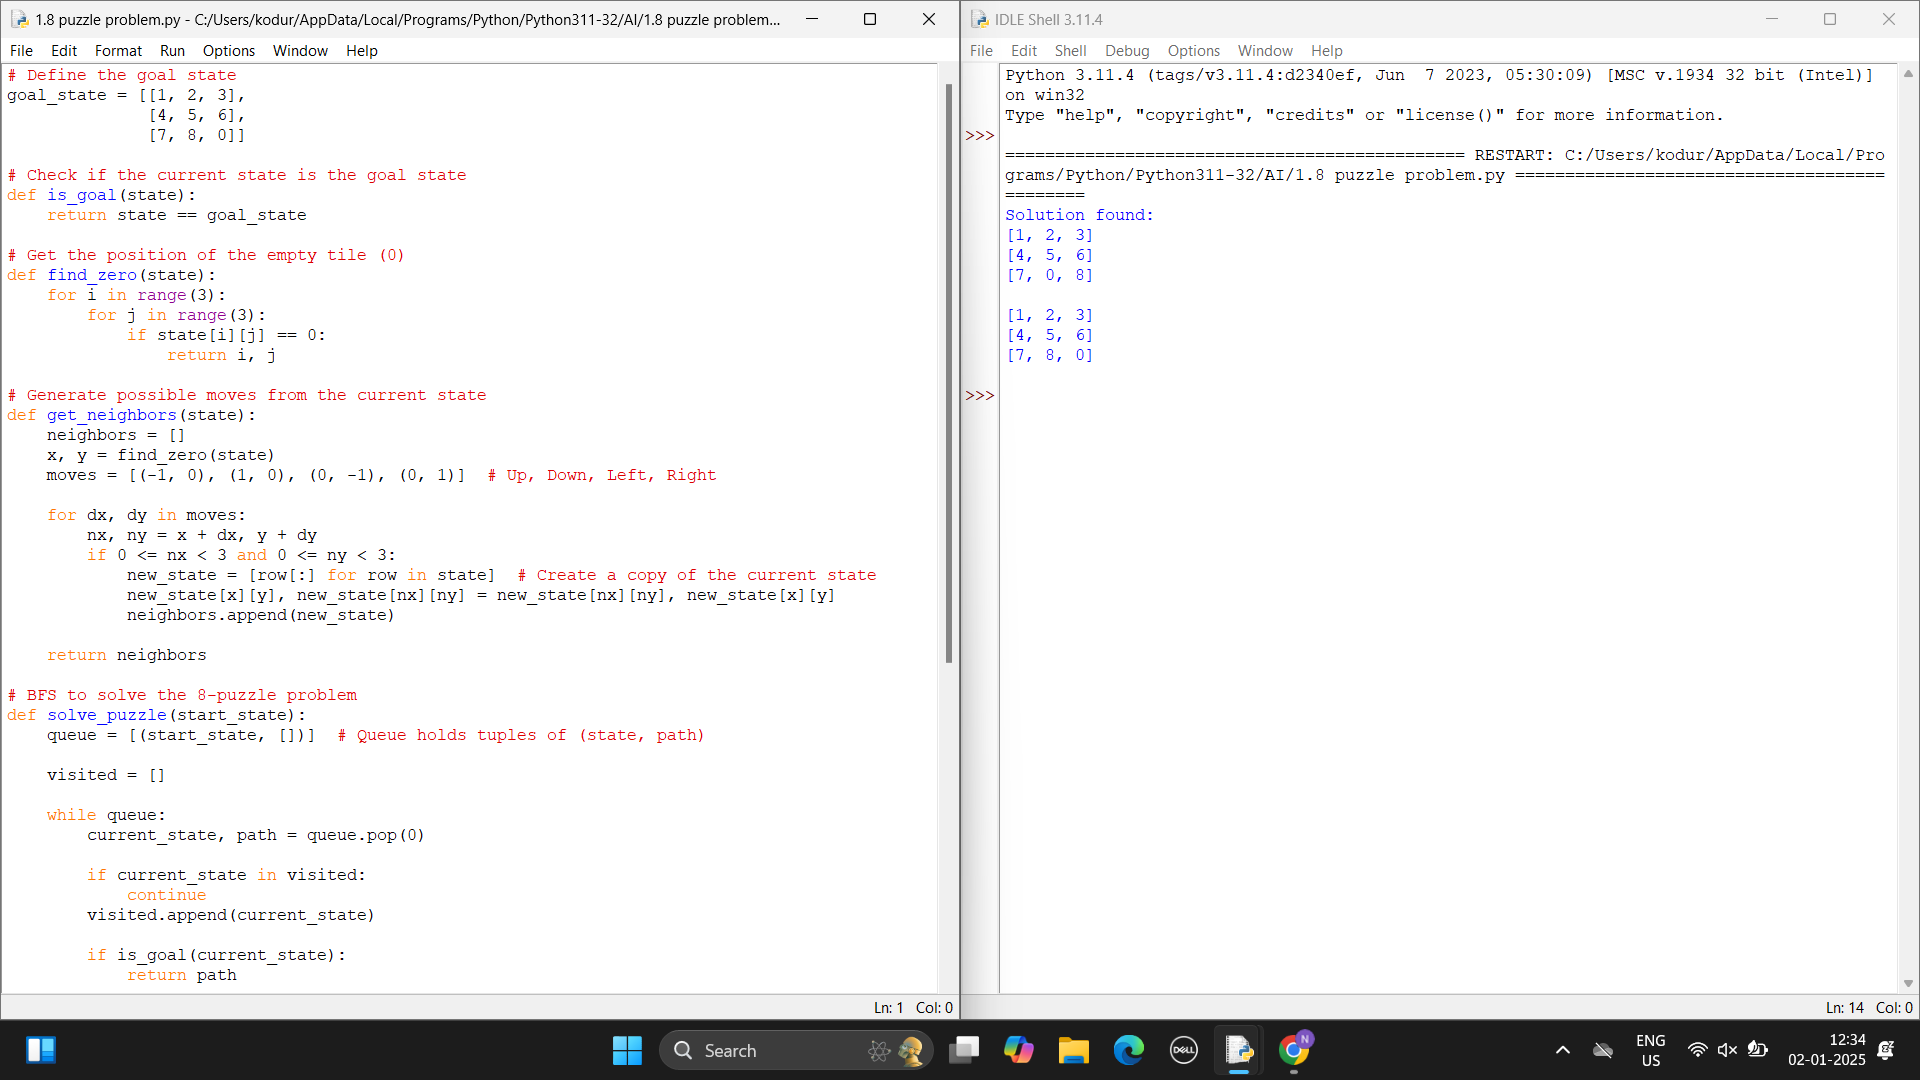 1.8 puzzle problem.py - C:/Users/kodur/AppData/Local/Programs/Python/Python311-32/AI/1.8 puzzle problem...
File Edit Format Run Options Window Help
# Define the goal state
goal_state = [[1, 2, 3],
              [4, 5, 6],
              [7, 8, 0]]

# Check if the current state is the goal state
def is_goal(state):
    return state == goal_state

# Get the position of the empty tile (0)
def find_zero(state):
    for i in range(3):
        for j in range(3):
            if state[i][j] == 0:
                return i, j

# Generate possible moves from the current state
def get_neighbors(state):
    neighbors = []
    x, y = find_zero(state)
    moves = [(-1, 0), (1, 0), (0, -1), (0, 1)]  # Up, Down, Left, Right

    for dx, dy in moves:
        nx, ny = x + dx, y + dy
        if 0 <= nx < 3 and 0 <= ny < 3:
            new_state = [row[:] for row in state]  # Create a copy of the current state
            new_state[x][y], new_state[nx][ny] = new_state[nx][ny], new_state[x][y]
            neighbors.append(new_state)

    return neighbors

# BFS to solve the 8-puzzle problem
def solve_puzzle(start_state):
    queue = [(start_state, [])]  # Queue holds tuples of (state, path)

    visited = []

    while queue:
        current_state, path = queue.pop(0)

        if current_state in visited:
            continue
        visited.append(current_state)

        if is_goal(current_state):
            return path
Ln: 1 Col: 0
IDLE Shell 3.11.4
File Edit Shell Debug Options Window Help
Python 3.11.4 (tags/v3.11.4:d2340ef, Jun  7 2023, 05:30:09) [MSC v.1934 32 bit (Intel)]
on win32
Type "help", "copyright", "credits" or "license()" for more information.
>>>
============================================== RESTART: C:/Users/kodur/AppData/Local/Pro
grams/Python/Python311-32/AI/1.8 puzzle problem.py =====================================
========
Solution found:
[1, 2, 3]
[4, 5, 6]
[7, 0, 8]

[1, 2, 3]
[4, 5, 6]
[7, 8, 0]

>>>
Ln: 14 Col: 0
Search
DELL
N
ENG
US
12:34
02-01-2025